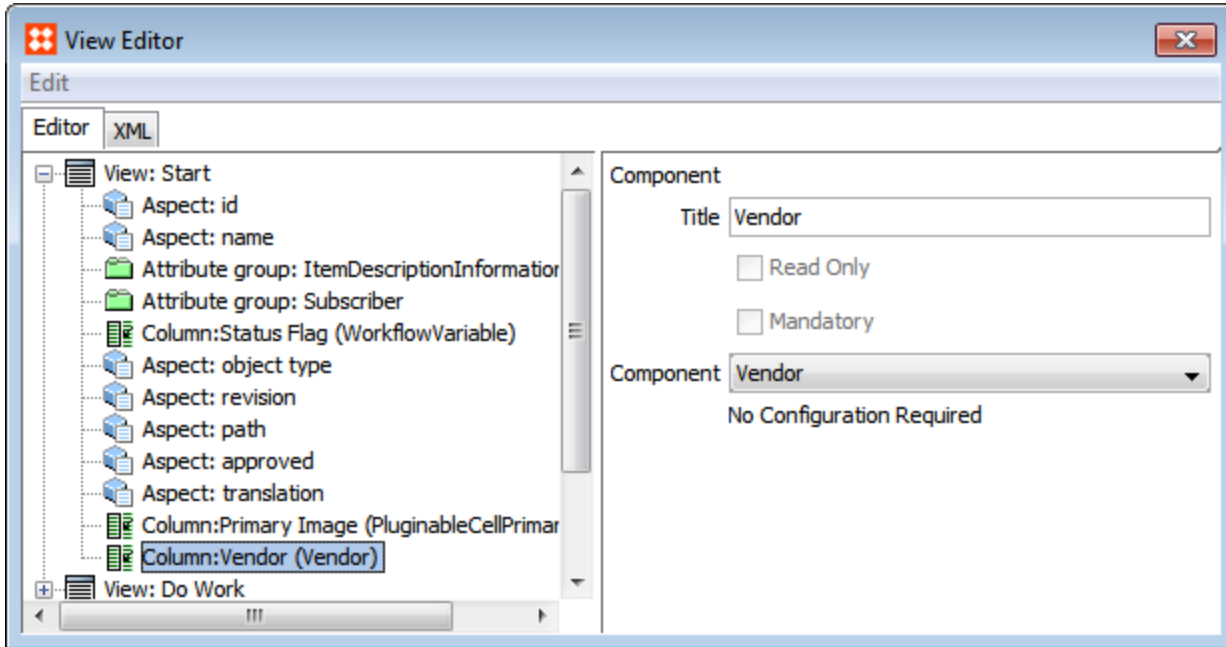 View Editor
Edit
Editor
XML
View: Start
Aspect: id
Aspect: name
Attribute group: ItemDescriptionInformation
Attribute group: Subscriber
Column:Status Flag (WorkflowVariable)
Aspect: object type
Aspect: revision
Aspect: path
Aspect: approved
Aspect: translation
Column:Primary Image (PluginableCellPrimar
Column:Vendor (Vendor)
View: Do Work
Component
Title Vendor
Read Only
Mandatory
Component Vendor
No Configuration Required